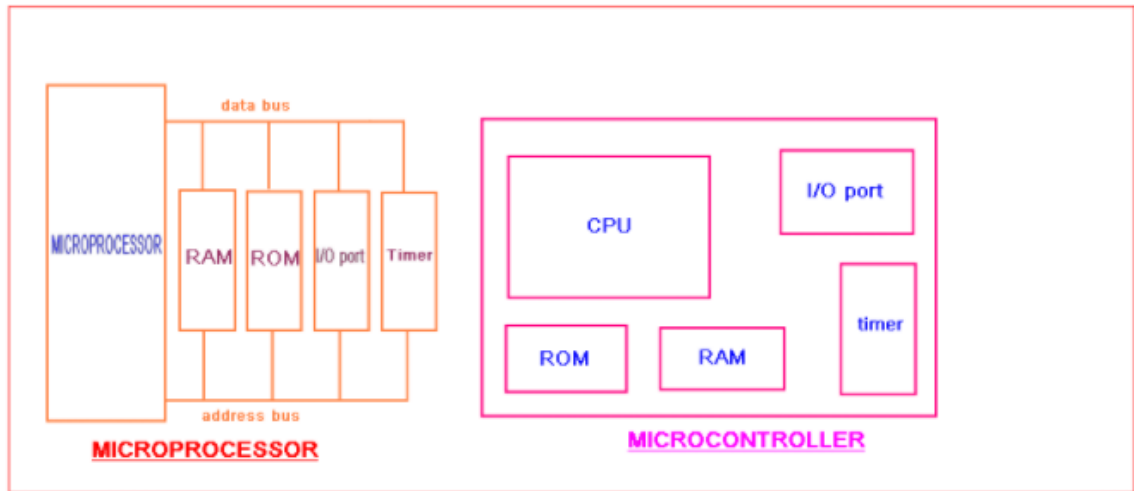 data bus
MICROPROCESSOR
RAM
ROM
I/O port
Timer
address bus
MICROPROCESSOR
CPU
I/O port
timer
ROM
RAM
MICROCONTROLLER